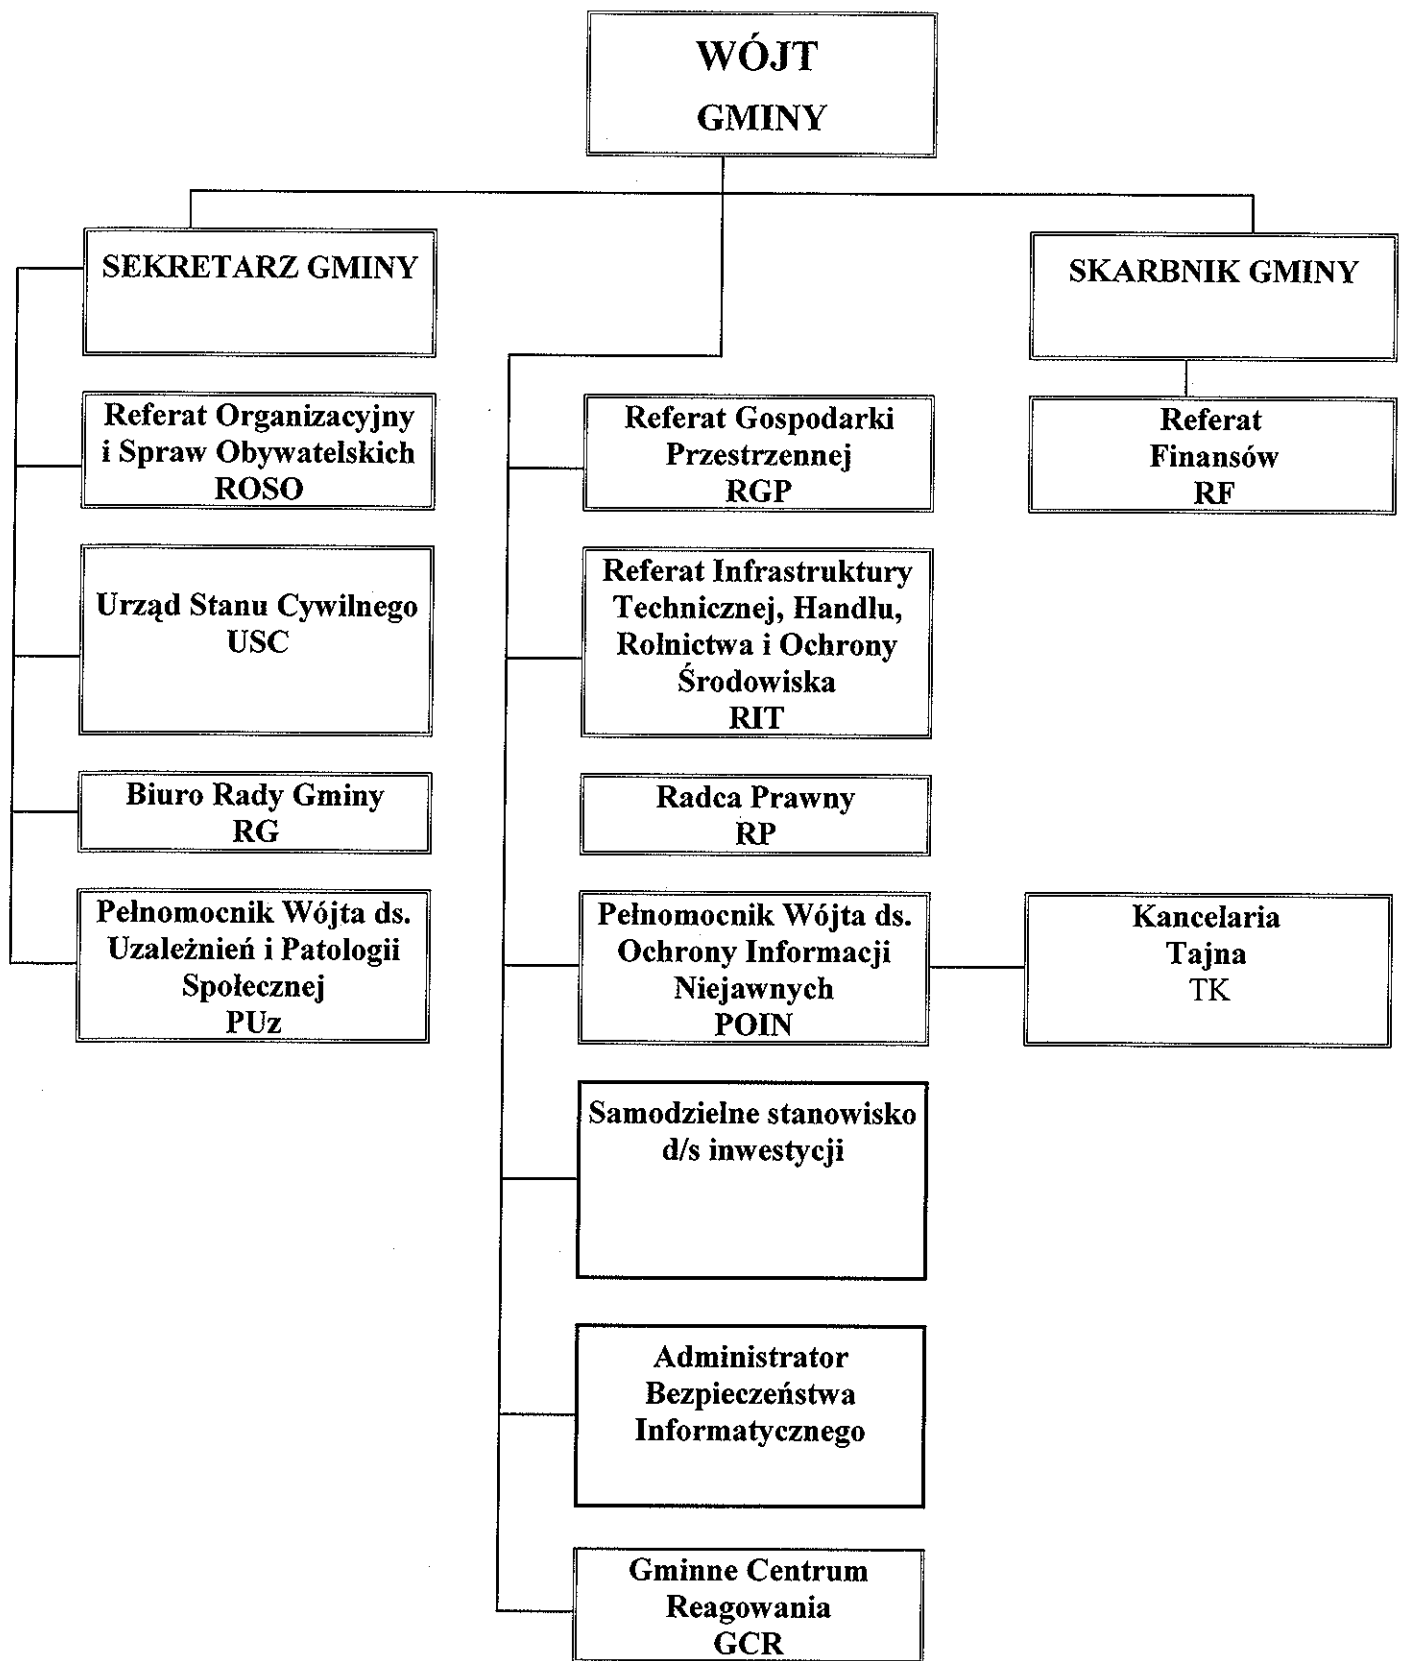 WÓJT
GMINY
SEKRETARZ GMINY
SKARBNIK GMINY
Referat Organizacyjny
i Spraw Obywatelskich
ROSO
Referat Gospodarki
Przestrzennej
RGP
Referat
Finansów
RF
Urząd Stanu Cywilnego
USC
Referat Infrastruktury
Technicznej, Handlu,
Rolnictwa i Ochrony
Środowiska
RIT
Biuro Rady Gminy
RG
Radca Prawny
RP
Pełnomocnik Wójta ds.
Uzależnień i Patologii
Społecznej
PUz
Pełnomocnik Wójta ds.
Ochrony Informacji
Niejawnych
POIN
Kancelaria
Tajna
TK
Samodzielne stanowisko
d/s inwestycji
Administrator
Bezpieczeństwa
Informatycznego
Gminne Centrum
Reagowania
GCR